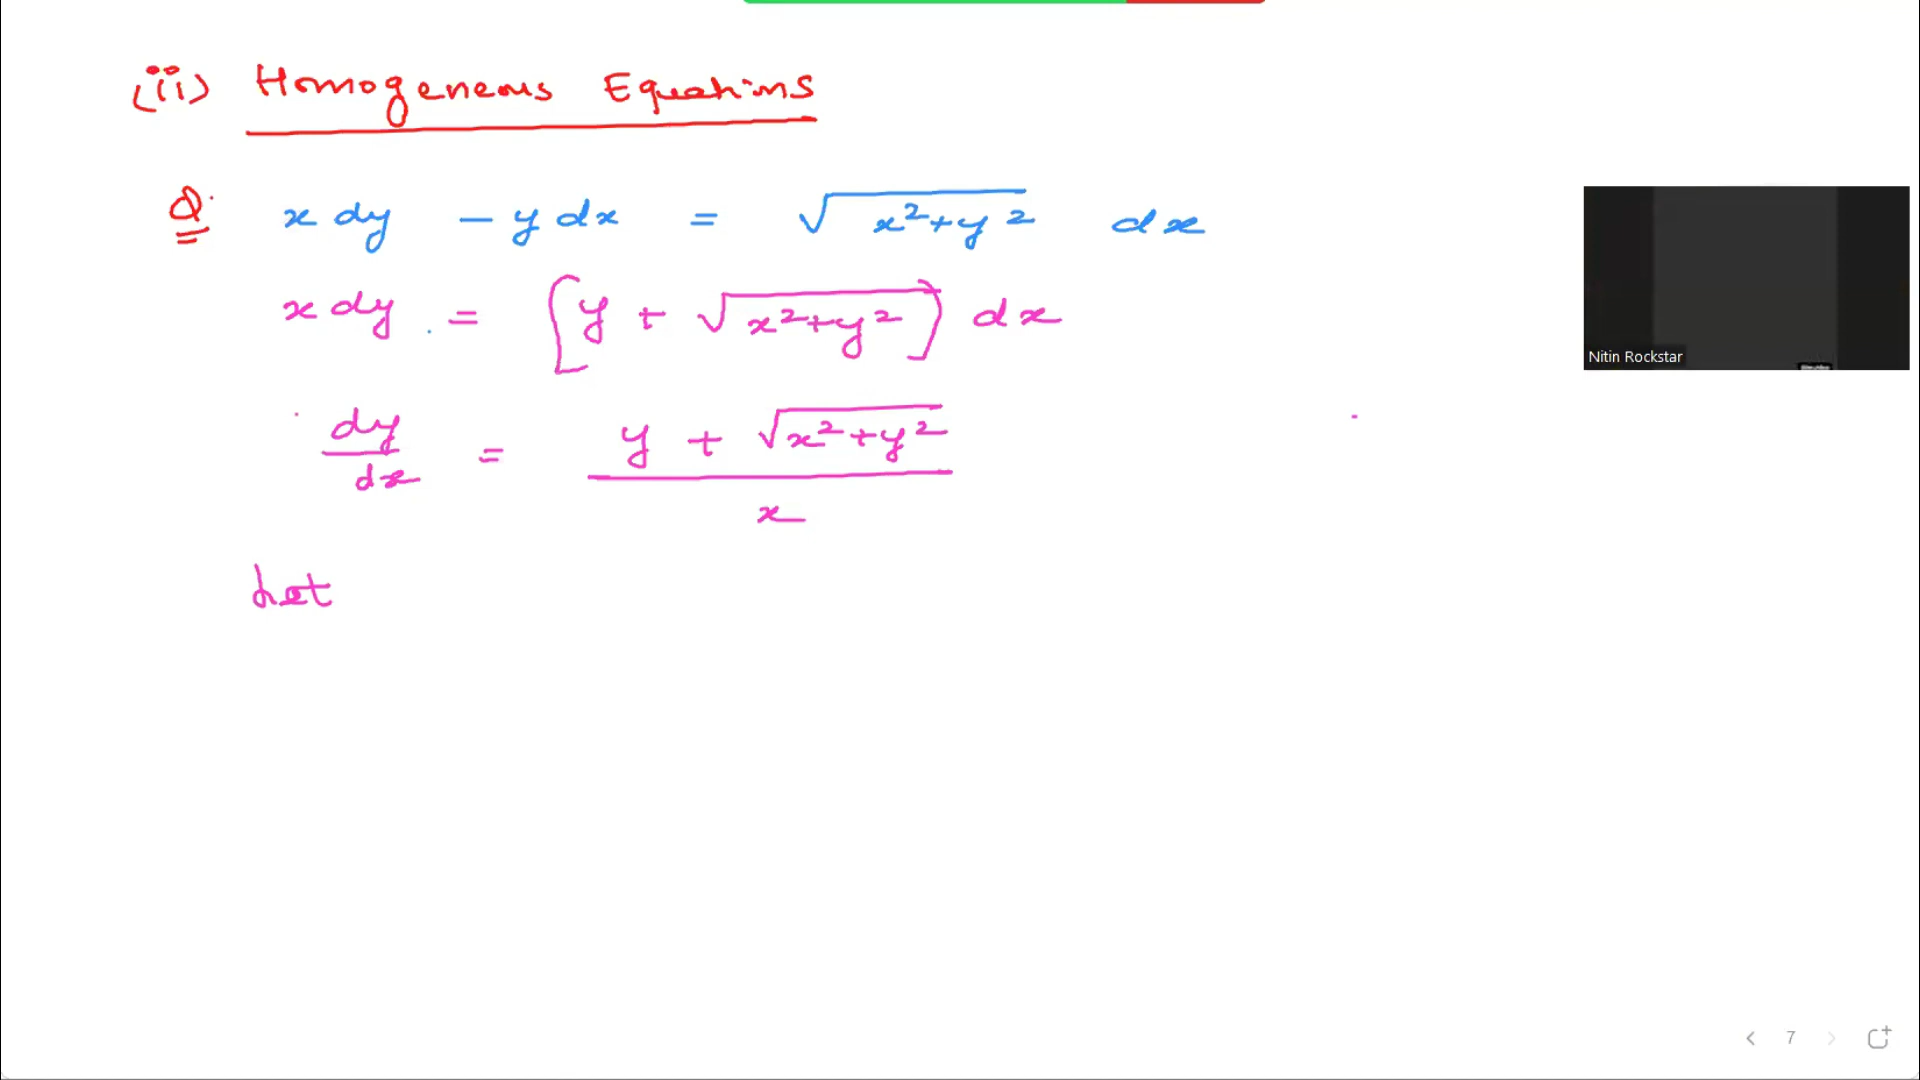 (ii) Homogeneous Equations
Q. x dy - y dx = √(x²+y²) dx
x dy = [y + √(x²+y²)] dx
dy/dx = (y + √(x²+y²))/x
Let
Nitin Rockstar
7